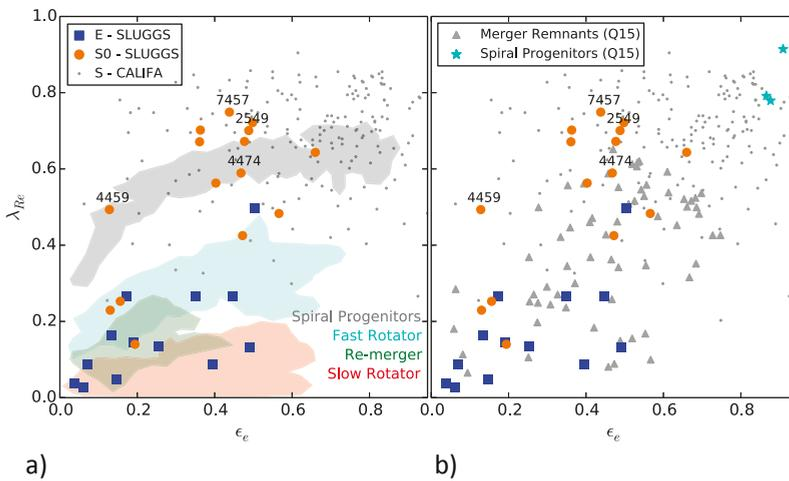 E - SLUGGS
S0 - SLUGGS
S - CALIFA
7457
2549
4474
4459
Spiral Progenitors
Fast Rotator
Re-merger
Slow Rotator
λRe
1.0
0.8
0.6
0.4
0.2
0.0
0.0 0.2 0.4 0.6 0.8
ϵe
a)
Merger Remnants (Q15)
Spiral Progenitors (Q15)
7457
2549
4474
4459
0.0 0.2 0.4 0.6 0.8
ϵe
b)